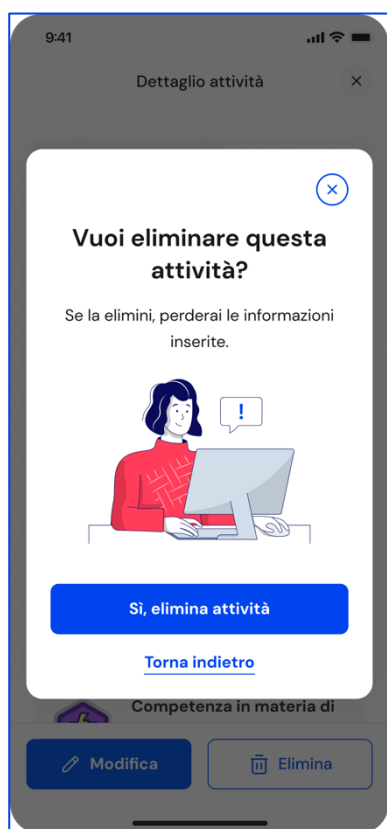 9:41
Dettaglio attività
Vuoi eliminare questa
attività?
Se la elimini, perderai le informazioni
inserite.
!
Sì, elimina attività
Torna indietro
Competenza in materia di
Modifica
Elimina